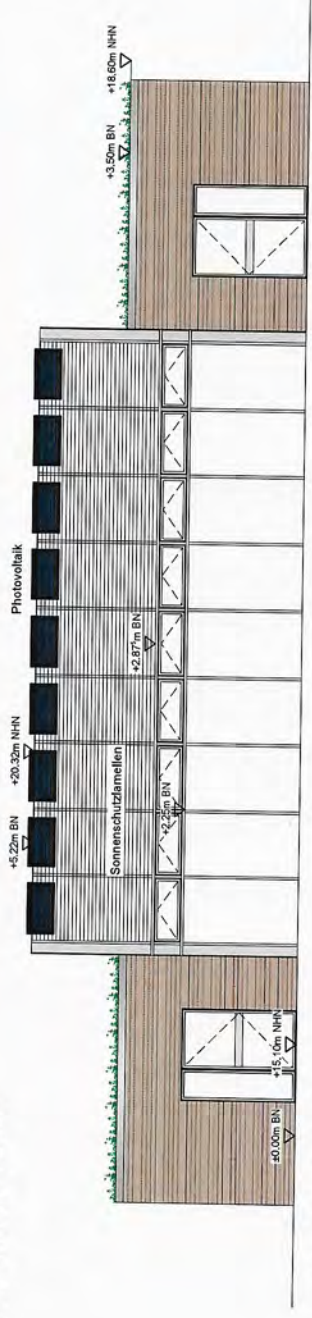 Photovoltaik
+5,22m BN
+20,32m NHN
Sonnenschutzlamellen
+2,87⁵m BN
+2,25m BN
+3,50m BN
+18,60m NHN
±0,00m BN
+15,10m NHN